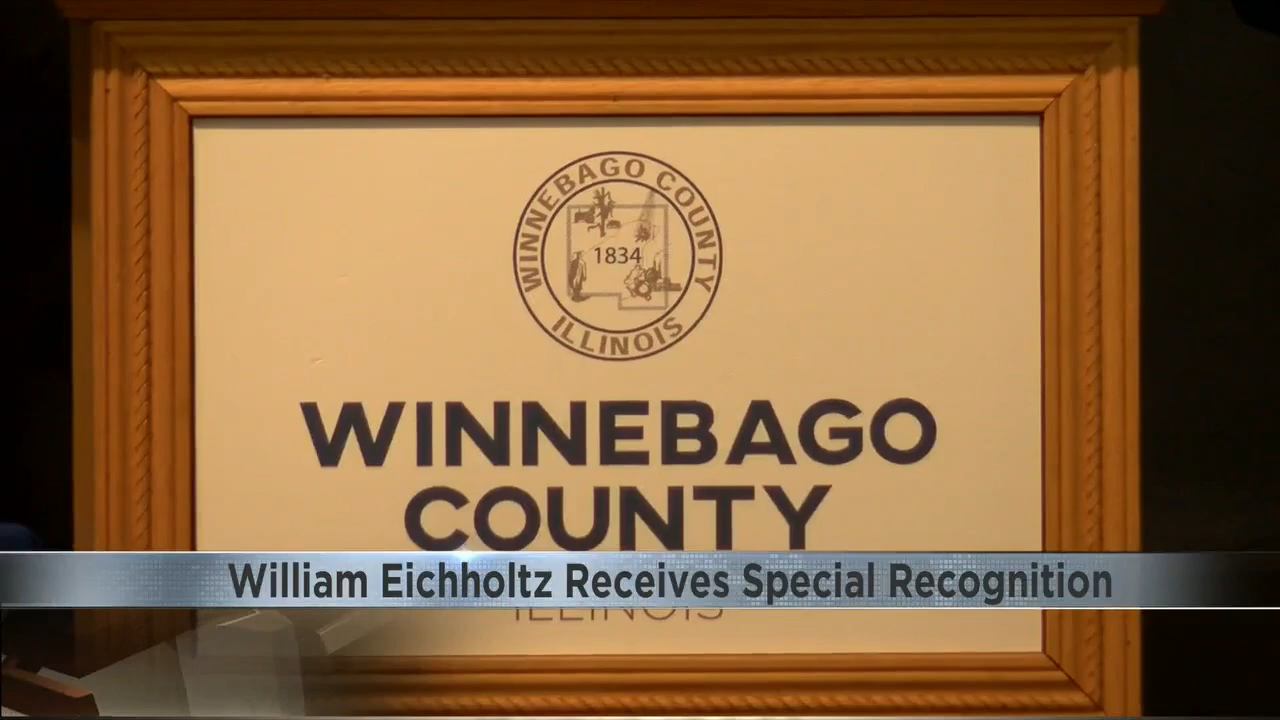 WINNEBAGO COUNTY
1834
ILLINOIS
WINNEBAGO
COUNTY
William Eichholtz Receives Special Recognition
ILLINOIS